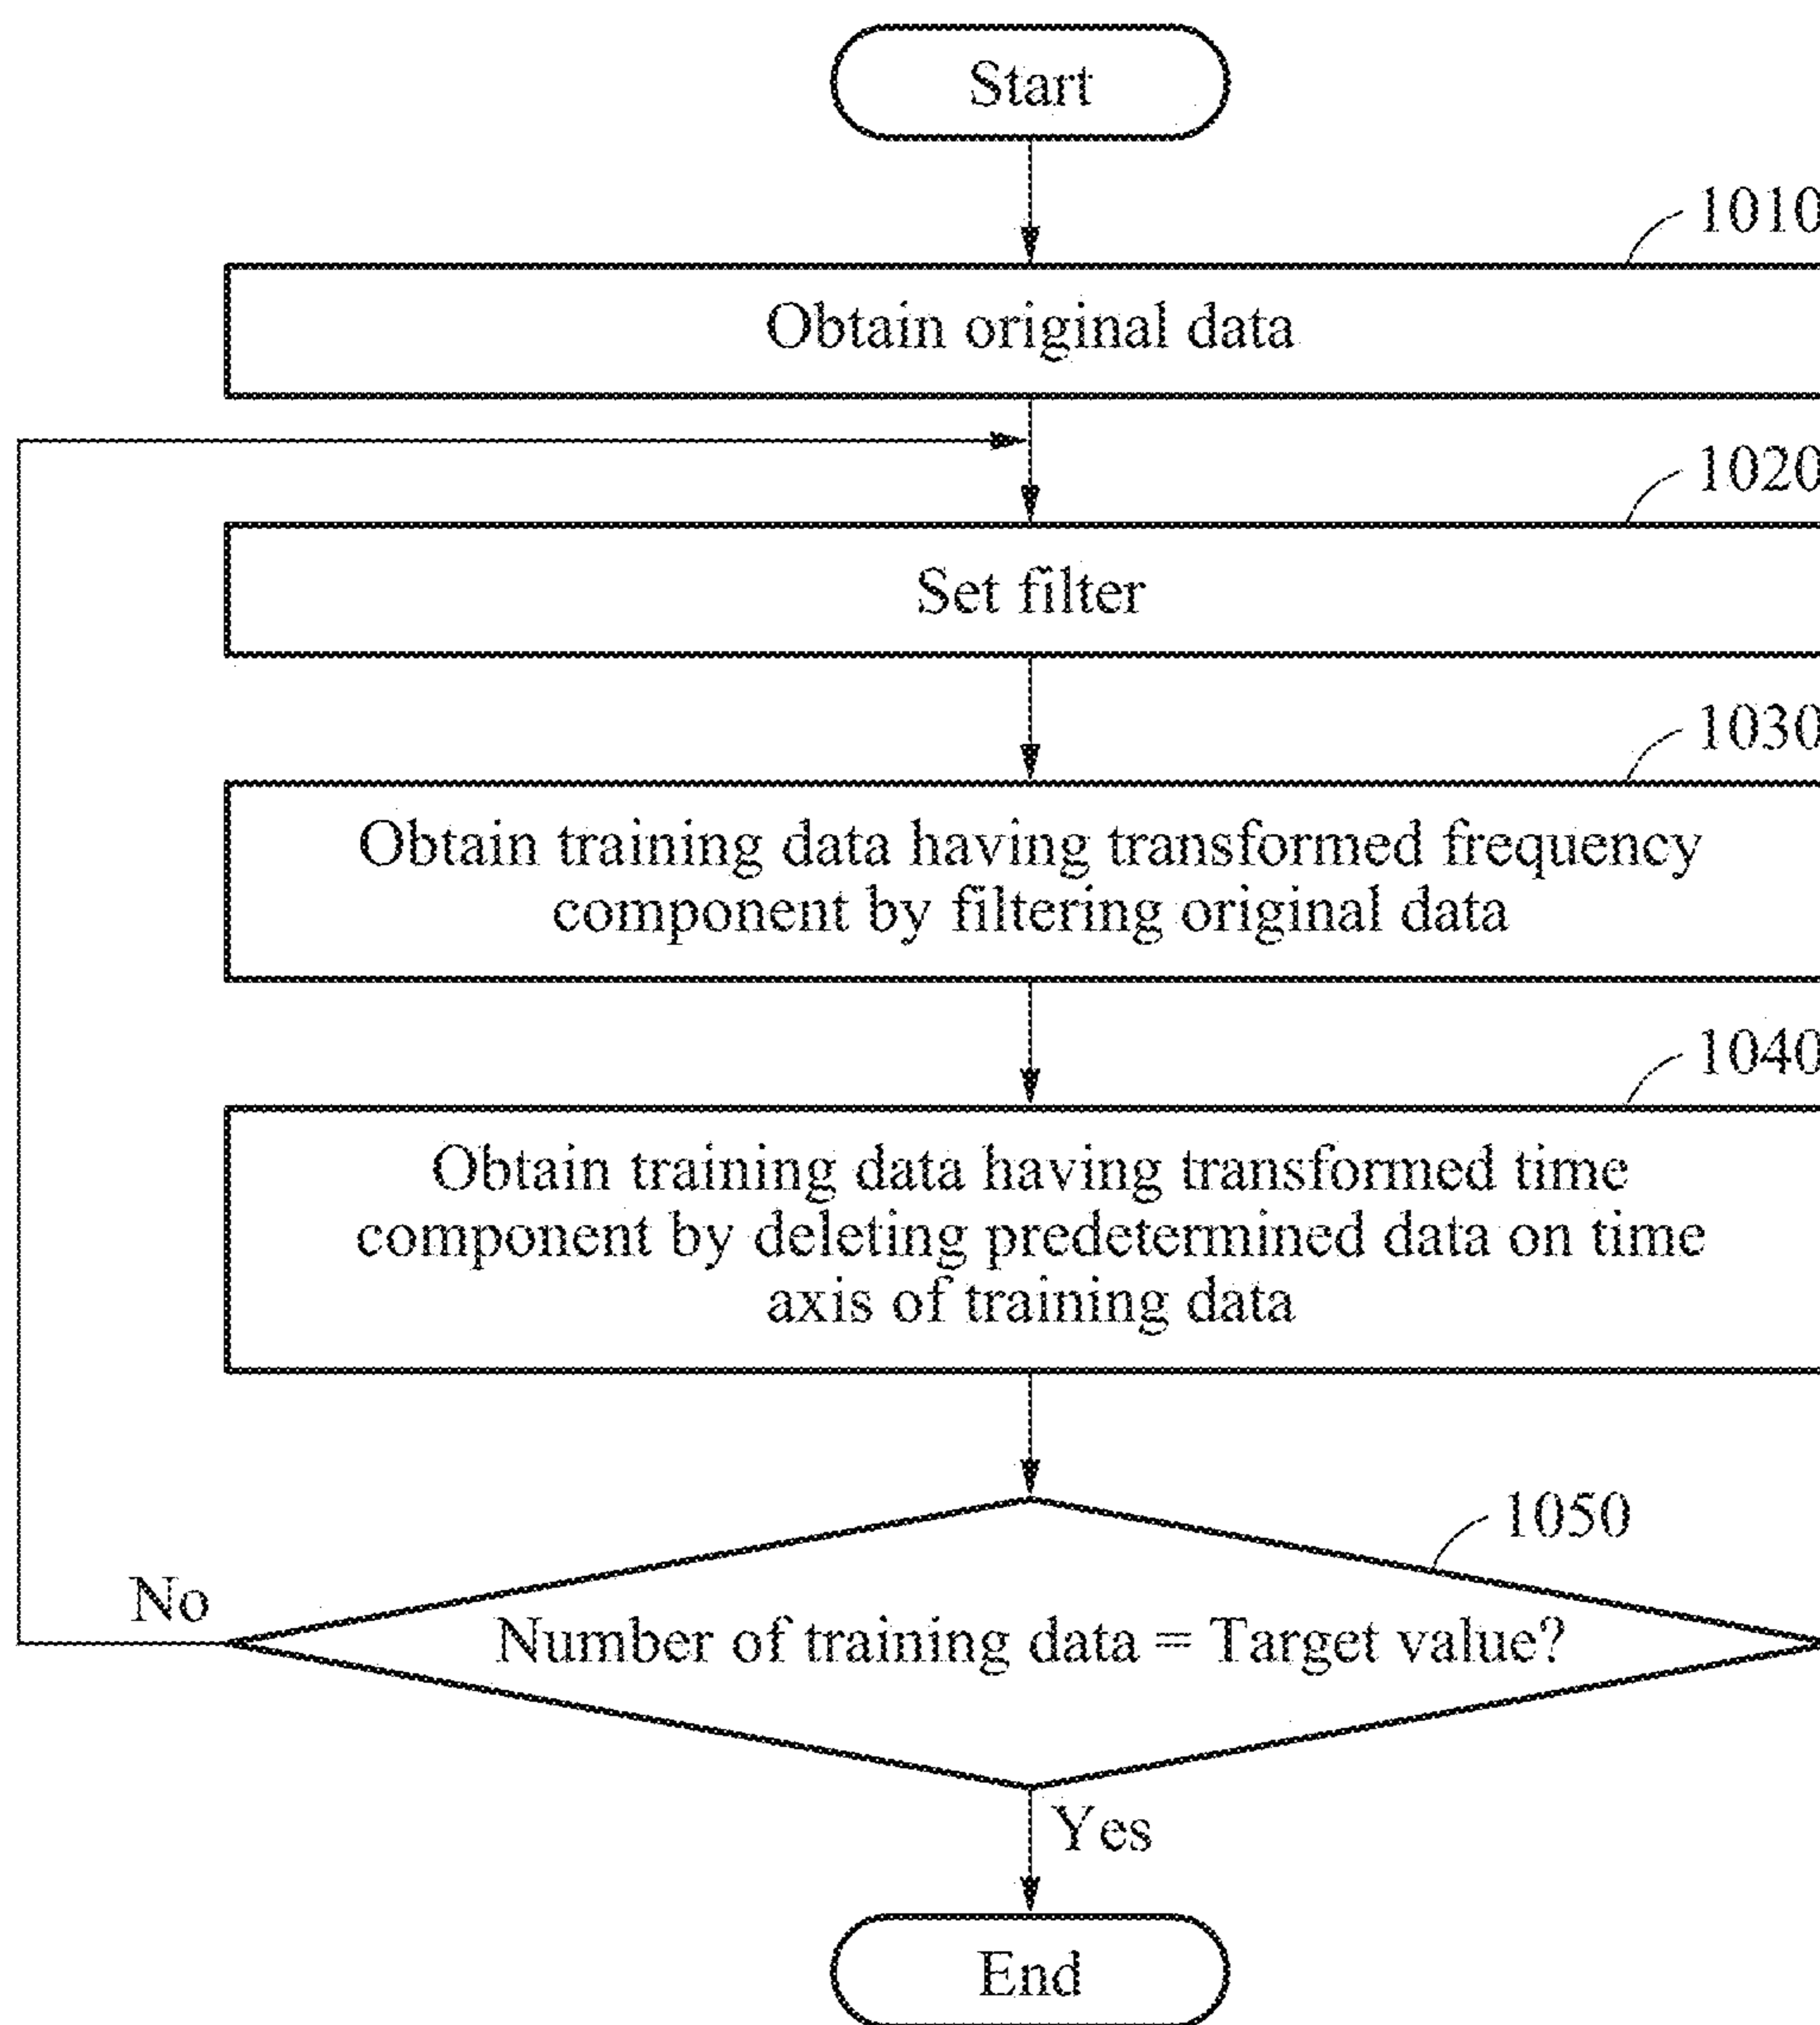 Start
1010
Obtain original data
1020
Set filter
1030
Obtain training data having transformed frequency
component by filtering original data
1040
Obtain training data having transformed time
component by deleting predetermined data on time
axis of training data
1050
No
Number of training data = Target value?
Yes
End